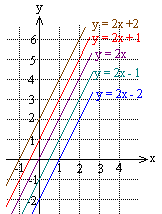 y
y = 2x +2
y = 2x + 1
y = 2x
y = 2x - 1
y = 2x - 2
6
5
4
3
2
1
x
-1
1
2
3
4
-1
-2